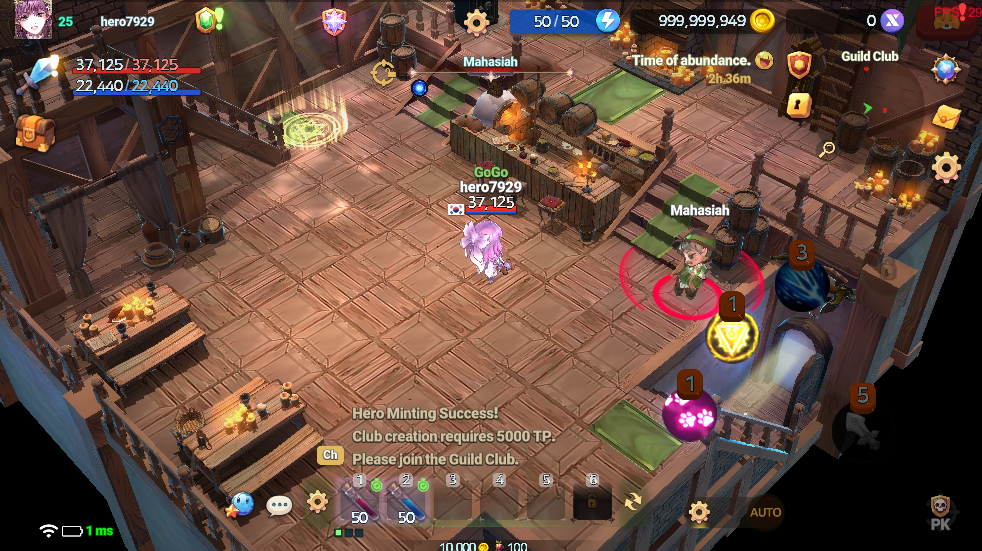 25 hero7929
50/50
999,999,949
0
FPS:29
37,125/37,125
22,440/22,440
Mahasiah
Time of abundance.
2h.36m
Guild Club
GoGo
hero7929
37,125
Mahasiah
3
1
1
5
Hero Minting Success!
Club creation requires 5000 TP.
Ch
Please join the Guild Club.
1 2 3 4 5 6
50 50
AUTO
PK
1 ms
10,000 100